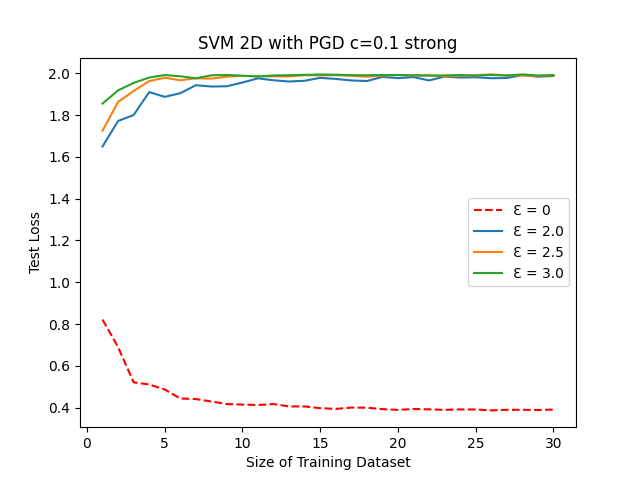 SVM 2D with PGD c=0.1 strong
2.0
1.8
1.6
1.4
1.2
1.0
0.8
0.6
0.4
Test Loss
Ɛ = 0
Ɛ = 2.0
Ɛ = 2.5
Ɛ = 3.0
0 5 10 15 20 25 30
Size of Training Dataset